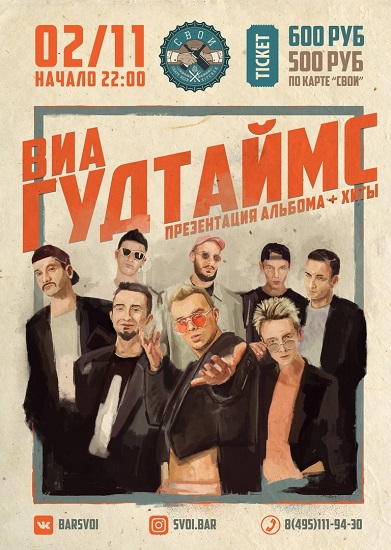 02/11
НАЧАЛО 22:00
СВОИ
TICKET
600 РУБ
500 РУБ
ПО КАРТЕ "СВОИ"
ВИА
ГУДТАЙМС
ПРЕЗЕНТАЦИЯ АЛЬБОМА + ХИТЫ
BARSVOI
SVOI.BAR
8(495)111-94-30